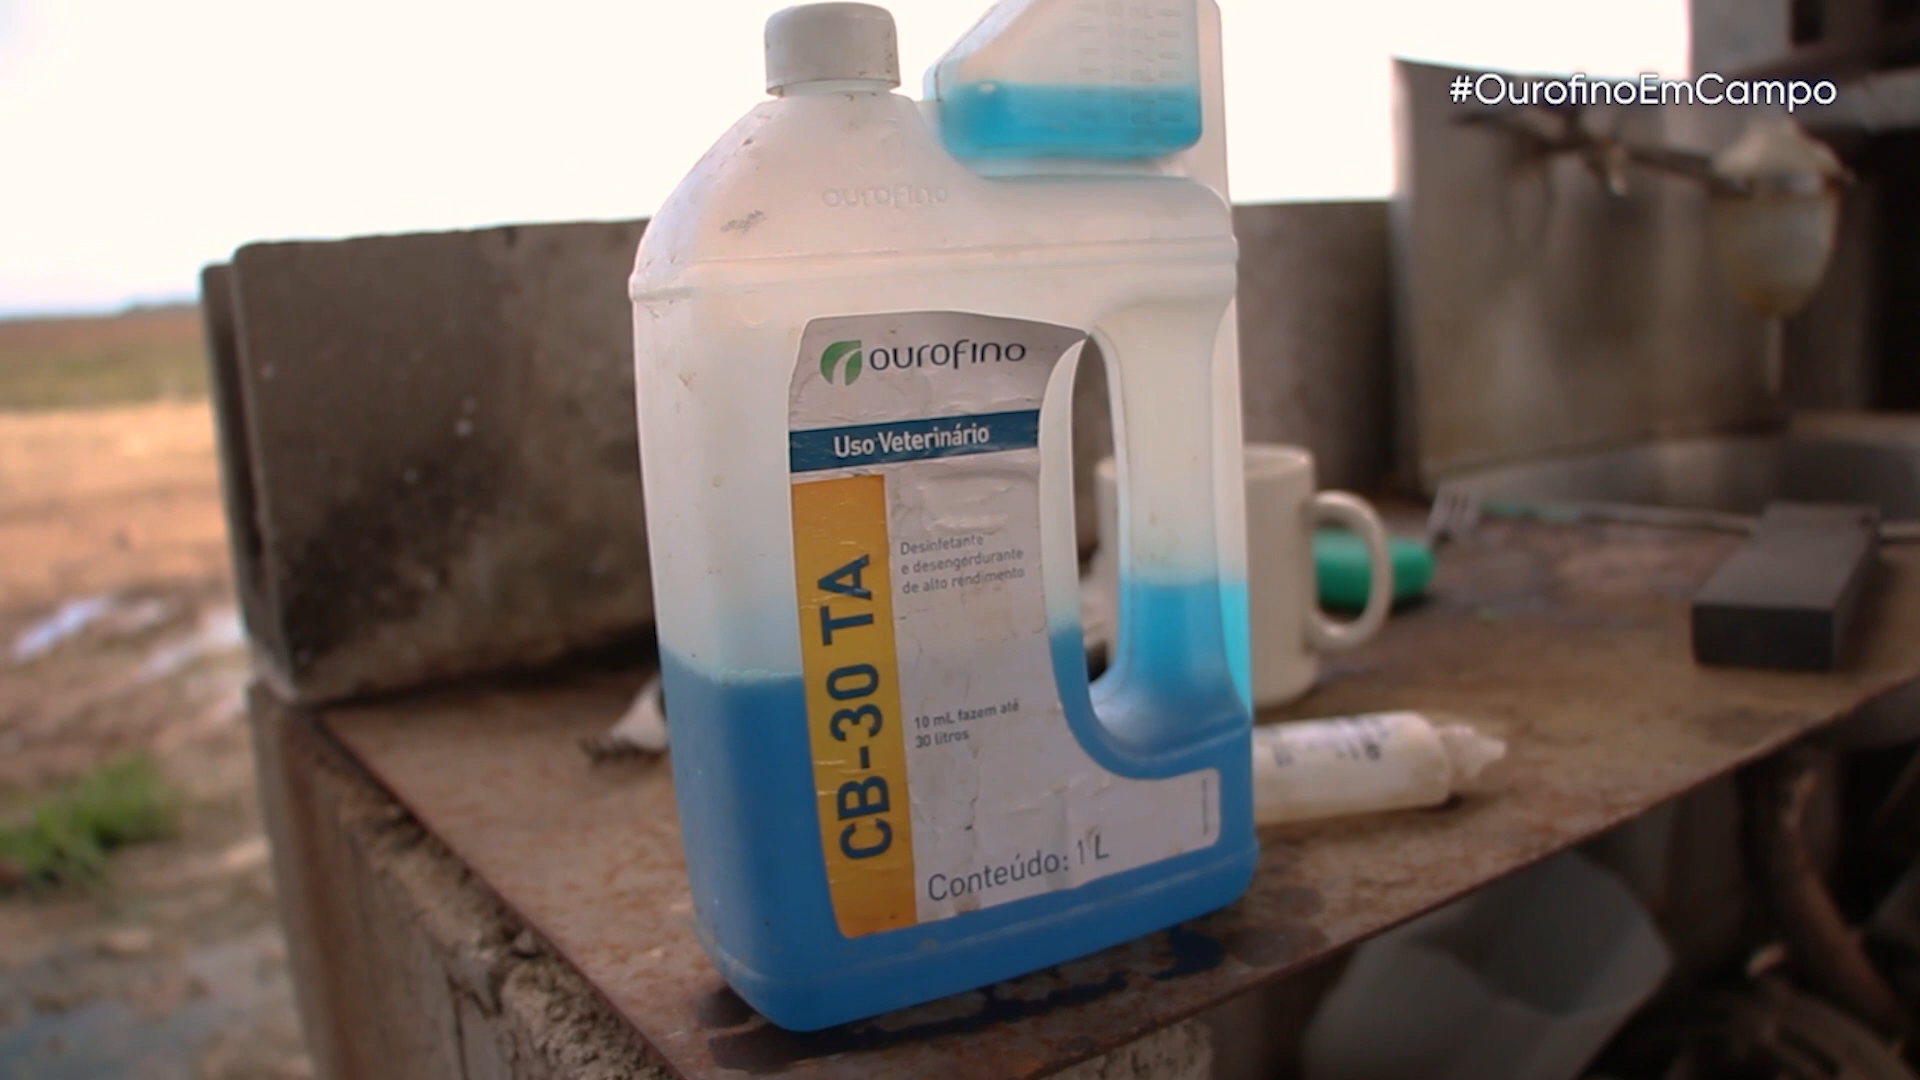 #OurofinoEmCampo
ourofino
ourofino
Uso Veterinário
CB-30 TA
Desinfetante
e desengordurante
de alto rendimento
10 mL fazem até
30 litros
Conteúdo: 1 L